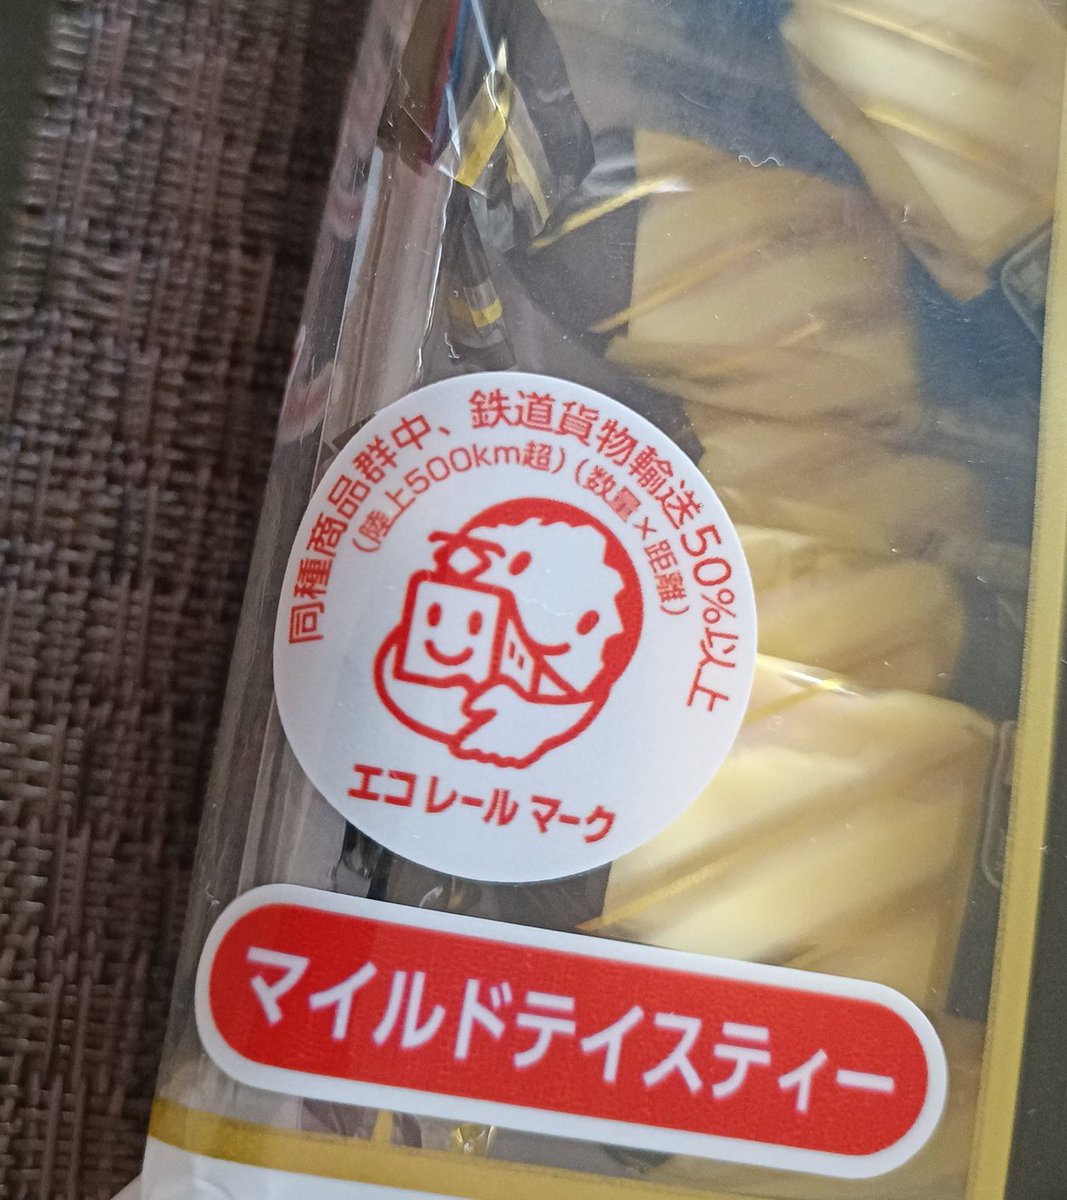 同種商品群中、鉄道貨物輸送50%以上
(陸上500km超)(数量×距離)
エコレールマーク
マイルドテイスティー